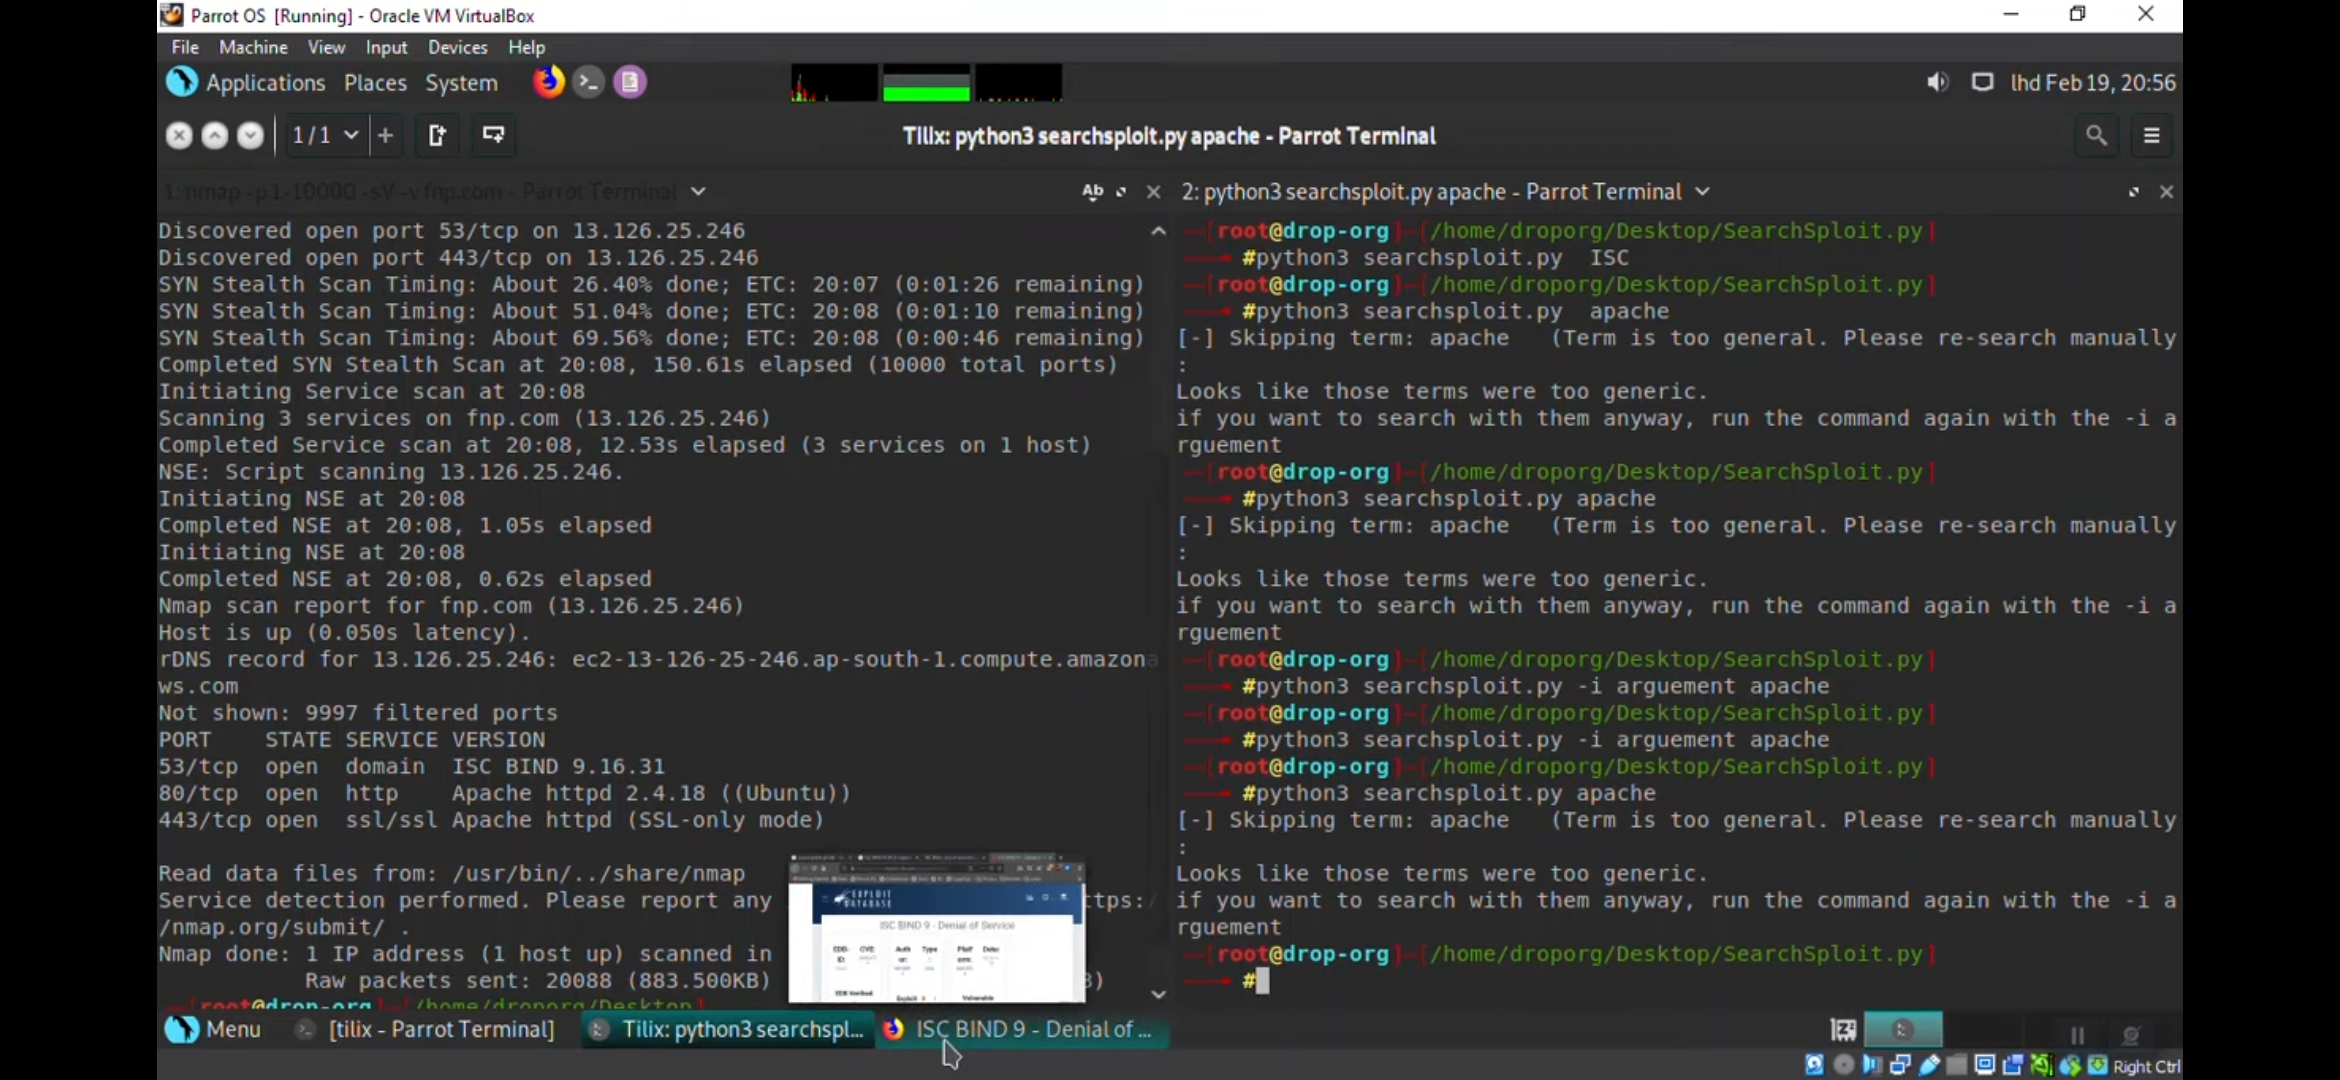 Parrot OS [Running] - Oracle VM VirtualBox
File Machine View Input Devices Help
Applications Places System
lhd Feb 19, 20:56
1/1
Tilix: python3 searchsploit.py apache - Parrot Terminal
1: nmap -p 1-10000 -sV -v fnp.com - Parrot Terminal
Ab
Discovered open port 53/tcp on 13.126.25.246
Discovered open port 443/tcp on 13.126.25.246
SYN Stealth Scan Timing: About 26.40% done; ETC: 20:07 (0:01:26 remaining)
SYN Stealth Scan Timing: About 51.04% done; ETC: 20:08 (0:01:10 remaining)
SYN Stealth Scan Timing: About 69.56% done; ETC: 20:08 (0:00:46 remaining)
Completed SYN Stealth Scan at 20:08, 150.61s elapsed (10000 total ports)
Initiating Service scan at 20:08
Scanning 3 services on fnp.com (13.126.25.246)
Completed Service scan at 20:08, 12.53s elapsed (3 services on 1 host)
NSE: Script scanning 13.126.25.246.
Initiating NSE at 20:08
Completed NSE at 20:08, 1.05s elapsed
Initiating NSE at 20:08
Completed NSE at 20:08, 0.62s elapsed
Nmap scan report for fnp.com (13.126.25.246)
Host is up (0.050s latency).
rDNS record for 13.126.25.246: ec2-13-126-25-246.ap-south-1.compute.amazona
ws.com
Not shown: 9997 filtered ports
PORT STATE SERVICE VERSION
53/tcp open domain ISC BIND 9.16.31
80/tcp open http Apache httpd 2.4.18 ((Ubuntu))
443/tcp open ssl/ssl Apache httpd (SSL-only mode)
Read data files from: /usr/bin/../share/nmap
Service detection performed. Please report any ttps:/
/nmap.org/submit/ .
Nmap done: 1 IP address (1 host up) scanned in
Raw packets sent: 20088 (883.500KB)
[root@drop-org]-[/home/droporg/Desktop]
2: python3 searchsploit.py apache - Parrot Terminal
[root@drop-org]-[/home/droporg/Desktop/SearchSploit.py]
#python3 searchsploit.py ISC
[root@drop-org]-[/home/droporg/Desktop/SearchSploit.py]
#python3 searchsploit.py apache
[-] Skipping term: apache (Term is too general. Please re-search manually
:
Looks like those terms were too generic.
if you want to search with them anyway, run the command again with the -i a
rguement
[root@drop-org]-[/home/droporg/Desktop/SearchSploit.py]
#python3 searchsploit.py apache
[-] Skipping term: apache (Term is too general. Please re-search manually
:
Looks like those terms were too generic.
if you want to search with them anyway, run the command again with the -i a
rguement
[root@drop-org]-[/home/droporg/Desktop/SearchSploit.py]
#python3 searchsploit.py -i arguement apache
[root@drop-org]-[/home/droporg/Desktop/SearchSploit.py]
#python3 searchsploit.py -i arguement apache
[root@drop-org]-[/home/droporg/Desktop/SearchSploit.py]
#python3 searchsploit.py apache
[-] Skipping term: apache (Term is too general. Please re-search manually
:
Looks like those terms were too generic.
if you want to search with them anyway, run the command again with the -i a
rguement
[root@drop-org]-[/home/droporg/Desktop/SearchSploit.py]
#
EXPLOIT
DATABASE
ISC BIND 9 - Denial of Service
Menu
[tilix - Parrot Terminal]
Tilix: python3 searchspl...
ISC BIND 9 - Denial of ...
Right Ctrl